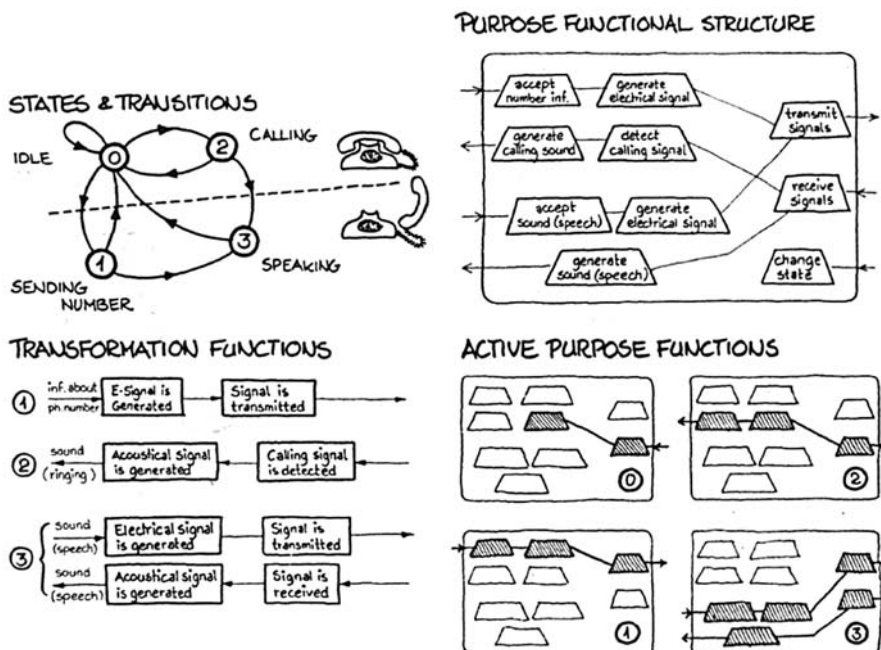 PURPOSE FUNCTIONAL STRUCTURE
accept
number inf.
generate
electrical signal
transmit
signals
generate
calling sound
detect
calling signal
receive
signals
accept
sound (speech)
generate
electrical signal
generate
sound (speech)
change
state
STATES & TRANSITIONS
IDLE
0
2
CALLING
1
3
SPEAKING
SENDING
NUMBER
TRANSFORMATION FUNCTIONS
1
inf. about
ph. number
E-Signal is
Generated
Signal is
transmitted
2
sound
(ringing)
Acoustical signal
is generated
Calling signal
is detected
3
sound
(speech)
Electrical signal
is generated
Signal is
transmitted
sound
(speech)
Acoustical signal
is generated
Signal is
received
ACTIVE PURPOSE FUNCTIONS
0
2
1
3